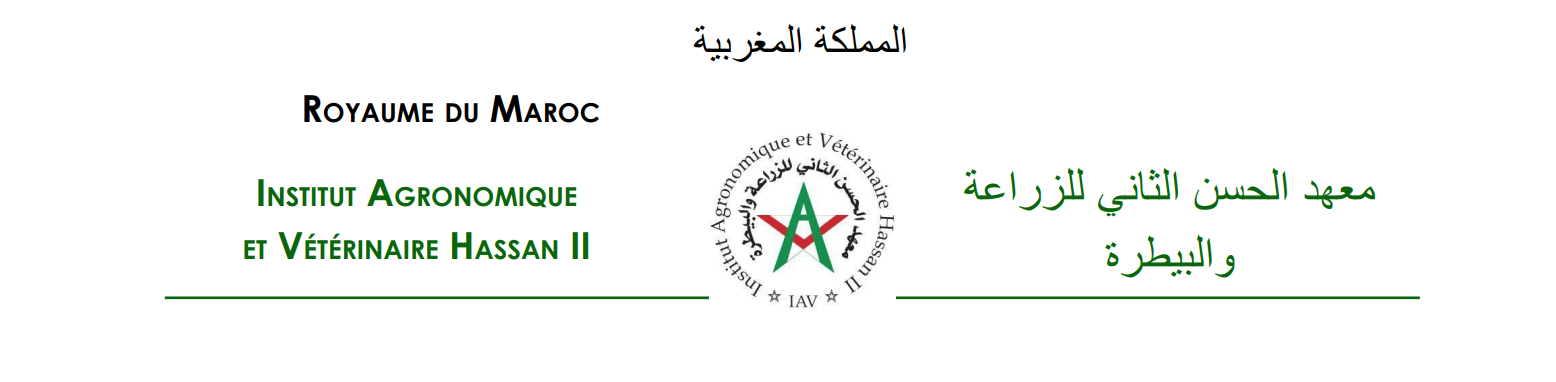 المملكة المغربية
ROYAUME DU MAROC
INSTITUT AGRONOMIQUE
ET VÉTÉRINAIRE HASSAN II
Institut Agronomique et Vétérinaire Hassan II
معهد الحسن الثاني للزراعة والبيطرة
☆ IAV ☆
معهد الحسن الثاني للزراعة
والبيطرة